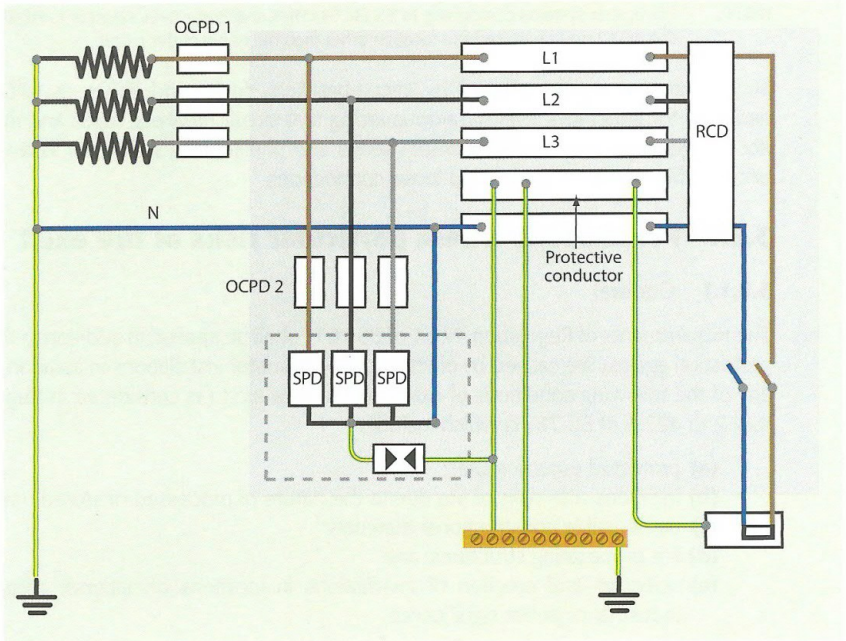 OCPD 1
L1
L2
L3
RCD
N
Protective
conductor
OCPD 2
SPD
SPD
SPD